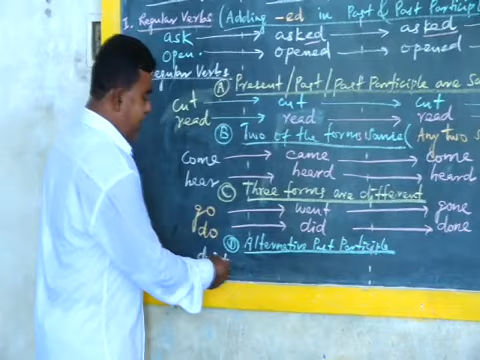 I. Regular Verbs (Adding -ed in Past & Past Participle
ask → asked → asked
open → opened → opened
Regular Verbs
(A) Present/Past/Past Participle are Sa
cut → cut → cut
read → read → read
(B) Two of the forms same (Any two s
come → came → come
hear → heard → heard
(C) Three forms are different
go → went → gone
do → did → done
(D) Alternative Past Participle